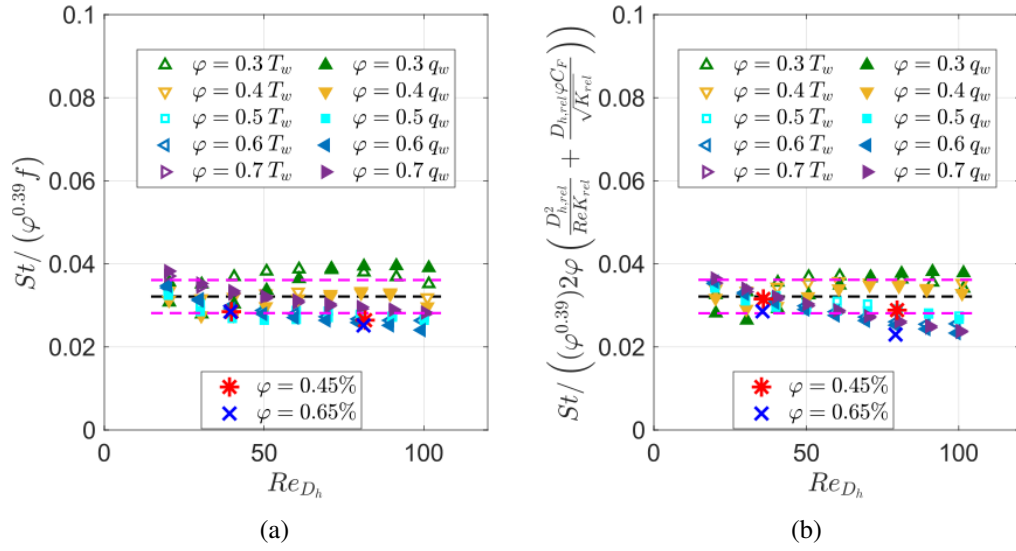 0.1
0.08
0.06
0.04
0.02
0
0 50 100
St/(φ^0.39 f)
Re_{D_h}
φ = 0.3 T_w φ = 0.3 q_w
φ = 0.4 T_w φ = 0.4 q_w
φ = 0.5 T_w φ = 0.5 q_w
φ = 0.6 T_w φ = 0.6 q_w
φ = 0.7 T_w φ = 0.7 q_w
φ = 0.45%
φ = 0.65%
(a)
0.1
0.08
0.06
0.04
0.02
0
0 50 100
St/((φ^0.39)2φ(D_{h,rel}^2/ReK_{rel} + D_{h,rel}φC_F/√K_{rel}))
Re_{D_h}
φ = 0.3 T_w φ = 0.3 q_w
φ = 0.4 T_w φ = 0.4 q_w
φ = 0.5 T_w φ = 0.5 q_w
φ = 0.6 T_w φ = 0.6 q_w
φ = 0.7 T_w φ = 0.7 q_w
φ = 0.45%
φ = 0.65%
(b)